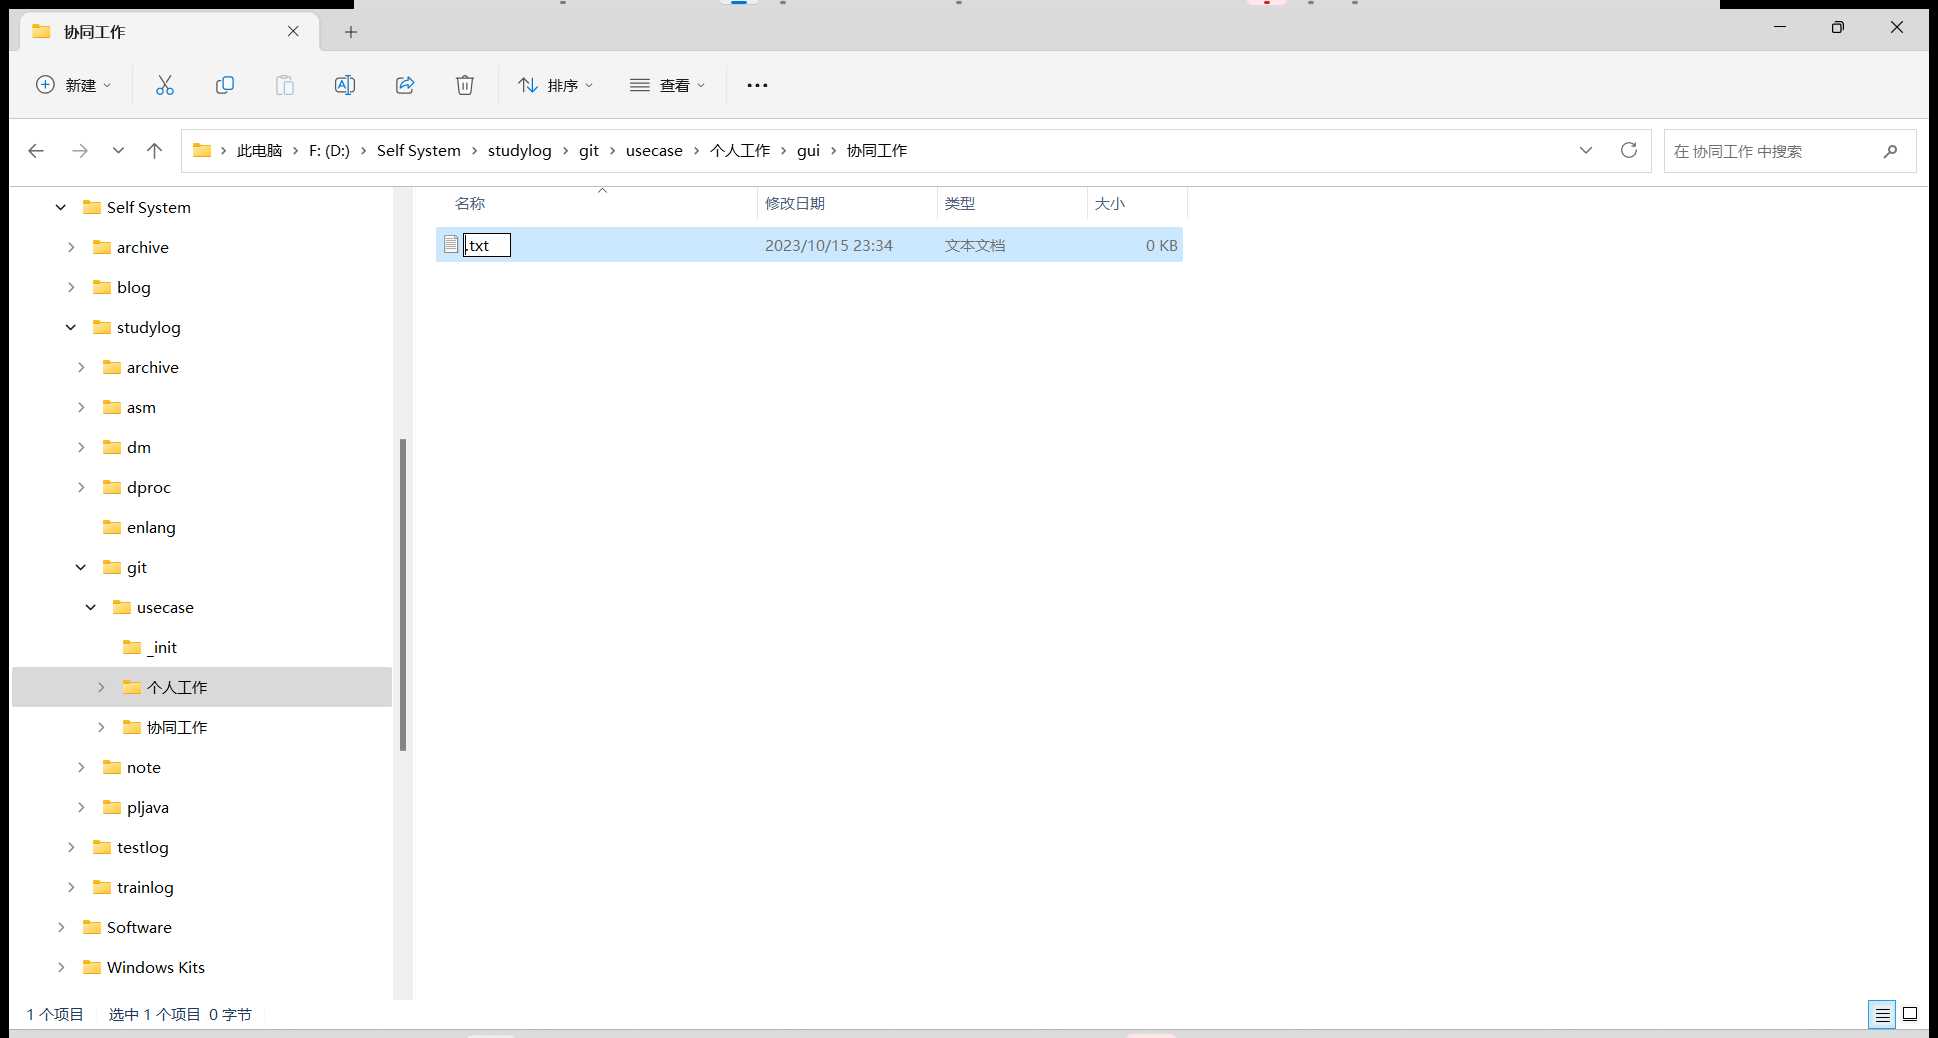 协同工作
新建
排序
查看
此电脑 F: (D:) Self System studylog git usecase 个人工作 gui 协同工作
在 协同工作 中搜索
Self System
archive
blog
studylog
archive
asm
dm
dproc
enlang
git
usecase
_init
个人工作
协同工作
note
pljava
testlog
trainlog
Software
Windows Kits
名称 修改日期 类型 大小
.txt 2023/10/15 23:34 文本文档 0 KB
1 个项目 选中 1 个项目 0 字节